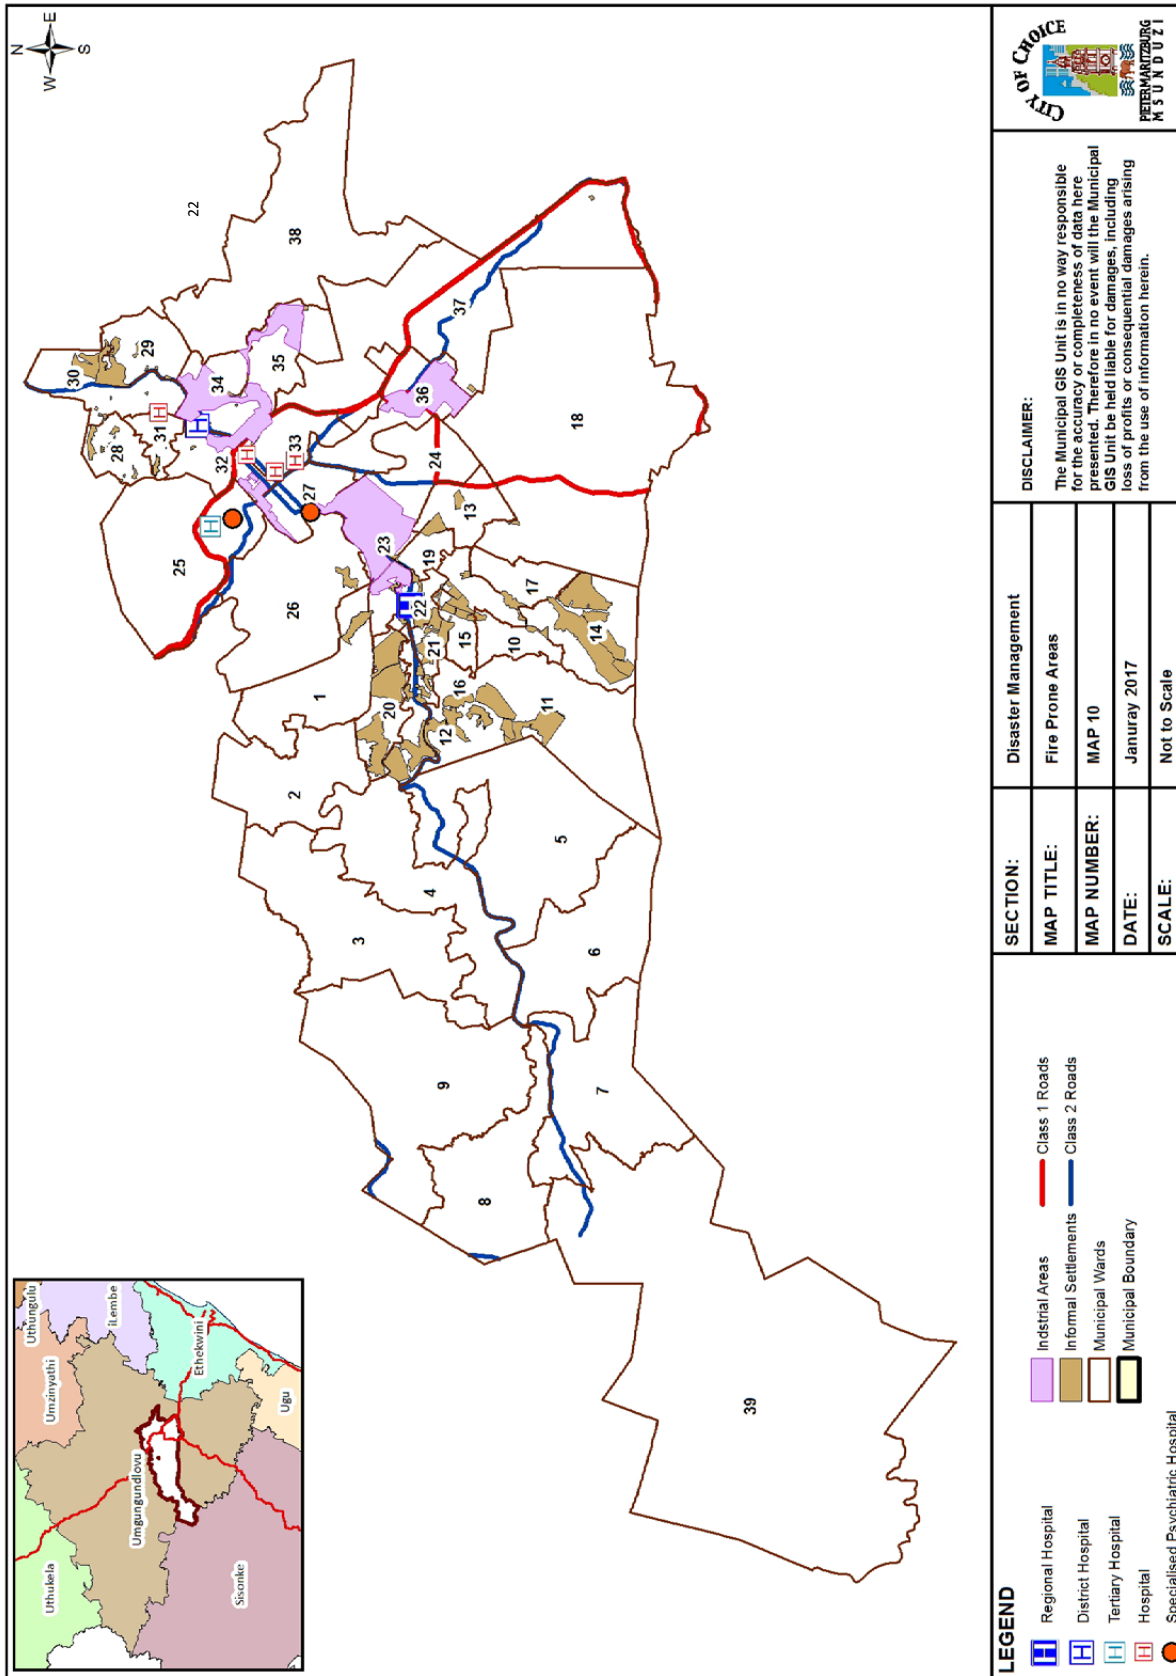 N
E
S
W
Uthungulu
Umzinyathi
iLembe
Uthukela
Umgungundlovu
Ethekwini
Ugu
Sisonke
22
38
30
29
28
31
34
35
32
33
25
27
26
37
36
24
18
23
13
19
22
17
21
15
10
14
1
20
16
12
11
2
3
4
5
6
9
7
8
39
LEGEND
Regional Hospital
District Hospital
Tertiary Hospital
Hospital
Specialised Psychiatric Hospital
Indstrial Areas
Informal Settlements
Municipal Wards
Municipal Boundary
Class 1 Roads
Class 2 Roads
SECTION: Disaster Management
MAP TITLE: Fire Prone Areas
MAP NUMBER: MAP 10
DATE: Januray 2017
SCALE: Not to Scale
DISCLAIMER:
The Municipal GIS Unit is in no way responsible
for the accuracy or completeness of data here
presented. Therefore in no event will the Municipal
GIS Unit be held liable for damages, including
loss of profits or consequential damages arising
from the use of information herein.
CITY OF CHOICE
PIETERMARITZBURG
MSUNDUZI